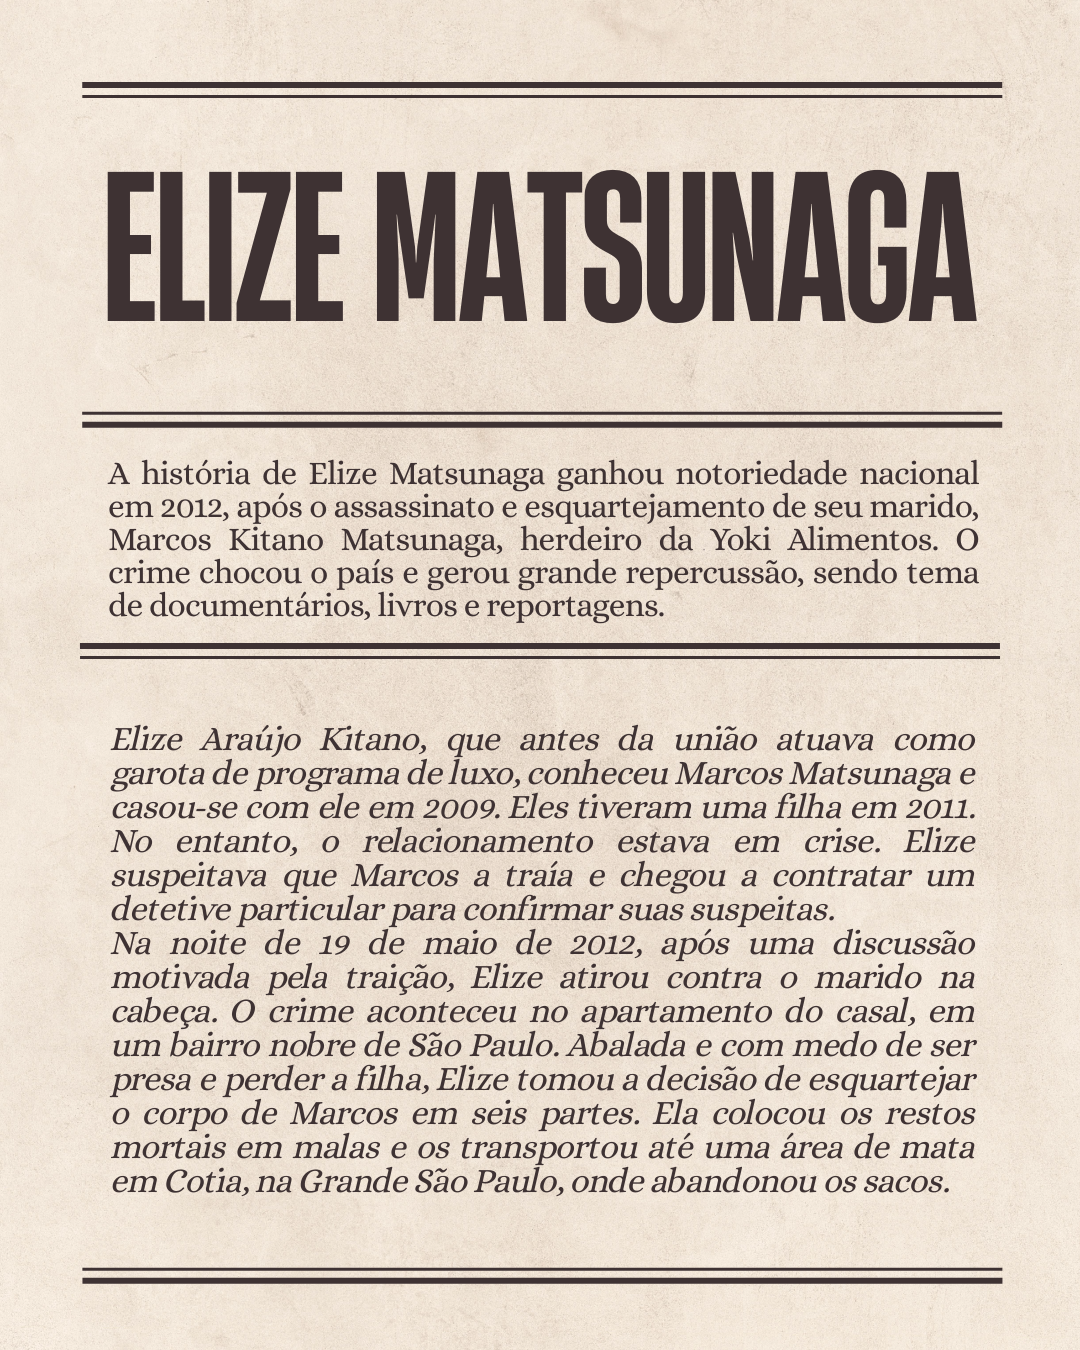 ELIZE MATSUNAGA
A história de Elize Matsunaga ganhou notoriedade nacional
em 2012, após o assassinato e esquartejamento de seu marido,
Marcos Kitano Matsunaga, herdeiro da Yoki Alimentos. O
crime chocou o país e gerou grande repercussão, sendo tema
de documentários, livros e reportagens.
Elize Araújo Kitano, que antes da união atuava como
garota de programa de luxo, conheceu Marcos Matsunaga e
casou-se com ele em 2009. Eles tiveram uma filha em 2011.
No entanto, o relacionamento estava em crise. Elize
suspeitava que Marcos a traía e chegou a contratar um
detetive particular para confirmar suas suspeitas.
Na noite de 19 de maio de 2012, após uma discussão
motivada pela traição, Elize atirou contra o marido na
cabeça. O crime aconteceu no apartamento do casal, em
um bairro nobre de São Paulo. Abalada e com medo de ser
presa e perder a filha, Elize tomou a decisão de esquartejar
o corpo de Marcos em seis partes. Ela colocou os restos
mortais em malas e os transportou até uma área de mata
em Cotia, na Grande São Paulo, onde abandonou os sacos.